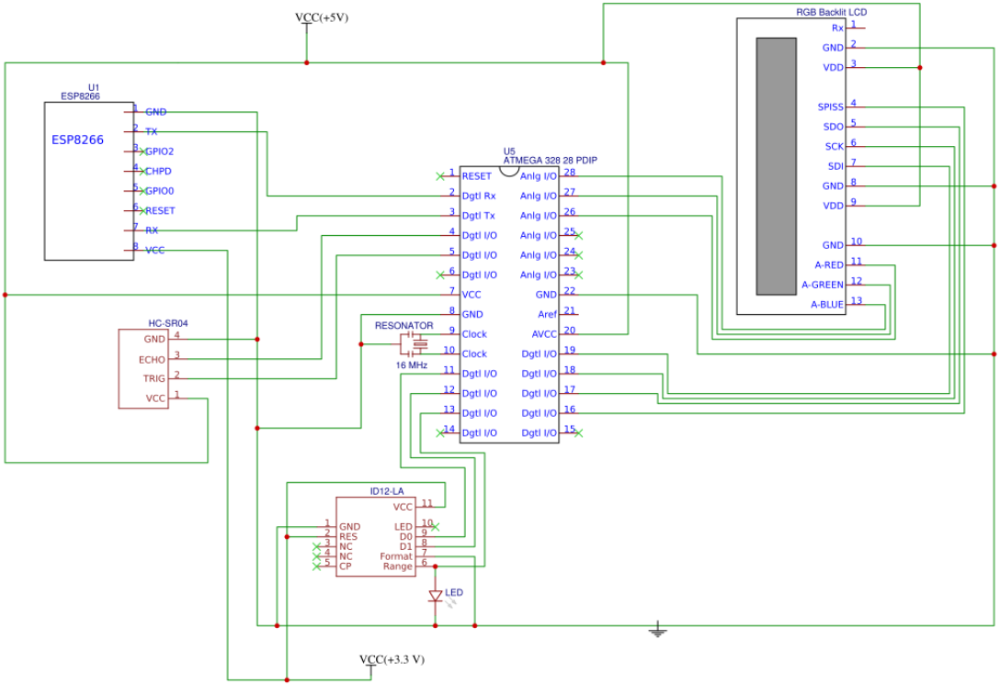 VCC(+5V)
RGB Backlit LCD
Rx 1
GND 2
VDD 3
SPISS 4
SDO 5
SCK 6
SDI 7
GND 8
VDD 9
GND 10
A-RED 11
A-GREEN 12
A-BLUE 13
U1
ESP8266
ESP8266
1 GND
2 TX
3 GPIO2
4 CHPD
5 GPIO0
6 RESET
7 RX
8 VCC
U5
ATMEGA 328 28 PDIP
1 RESET Anlg I/O 28
2 Dgtl Rx Anlg I/O 27
3 Dgtl Tx Anlg I/O 26
4 Dgtl I/O Anlg I/O 25
5 Dgtl I/O Anlg I/O 24
6 Dgtl I/O Anlg I/O 23
7 VCC GND 22
8 GND Aref 21
9 Clock AVCC 20
10 Clock Dgtl I/O 19
11 Dgtl I/O Dgtl I/O 18
12 Dgtl I/O Dgtl I/O 17
13 Dgtl I/O Dgtl I/O 16
14 Dgtl I/O Dgtl I/O 15
RESONATOR
16 MHz
HC-SR04
GND 4
ECHO 3
TRIG 2
VCC 1
ID12-LA
VCC 11
1 GND LED 10
2 RES D0 9
3 NC D1 8
4 NC Format 7
5 CP Range 6
LED
VCC(+3.3 V)